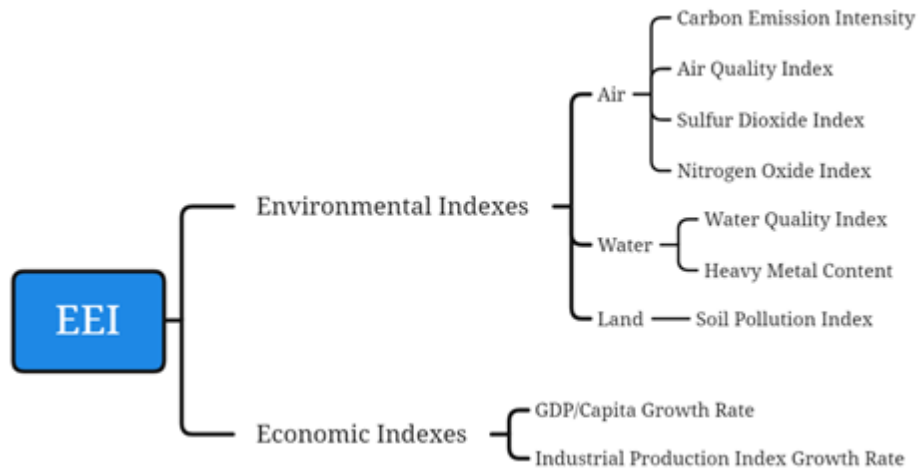 EEI
Environmental Indexes
Air
Carbon Emission Intensity
Air Quality Index
Sulfur Dioxide Index
Nitrogen Oxide Index
Water
Water Quality Index
Heavy Metal Content
Land
Soil Pollution Index
Economic Indexes
GDP/Capita Growth Rate
Industrial Production Index Growth Rate